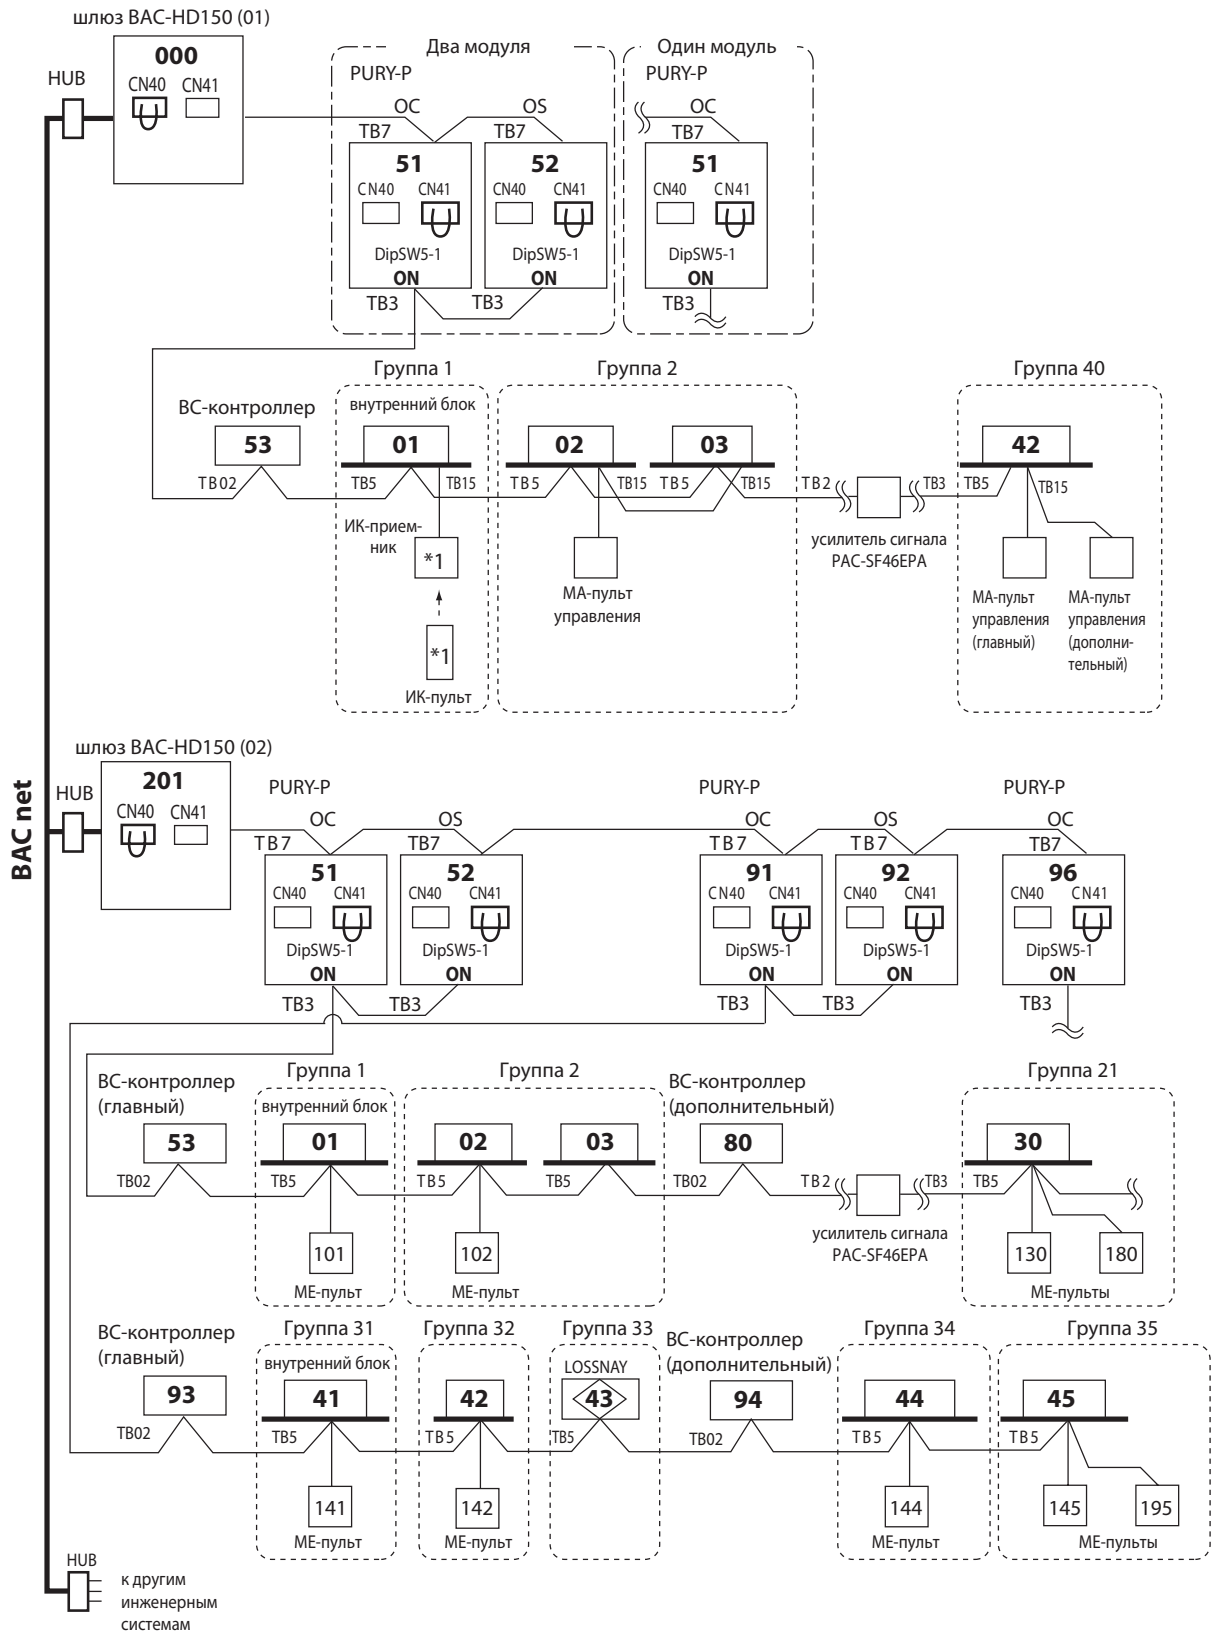 шлюз BAC-HD150 (01)
000
CN40 CN41
HUB
Два модуля
PURY-P
OC OS
TB7 TB7
51 52
CN40 CN41 CN40 CN41
DipSW5-1 DipSW5-1
ON ON
TB3 TB3
Один модуль
PURY-P
OC
TB7
51
CN40 CN41
DipSW5-1
ON
TB3
Группа 1 Группа 2 Группа 40
BC-контроллер
внутренний блок
53 01 02 03 42
TB02 TB5 TB15 TB5 TB15 TB5 TB15 TB2 TB3 TB5 TB15
ИК-прием-
ник
*1
*1
ИК-пульт
МА-пульт
управления
усилитель сигнала
PAC-SF46EPA
МА-пульт
управления
(главный)
МА-пульт
управления
(дополни-
тельный)
BAC net
шлюз BAC-HD150 (02)
201
CN40 CN41
HUB
PURY-P PURY-P PURY-P
OC OS OC OS OC
TB7 TB7 TB7 TB7 TB7
51 52 91 92 96
CN40 CN41 CN40 CN41 CN40 CN41 CN40 CN41 CN40 CN41
DipSW5-1 DipSW5-1 DipSW5-1 DipSW5-1 DipSW5-1
ON ON ON ON ON
TB3 TB3 TB3 TB3 TB3
Группа 1 Группа 2 Группа 21
BC-контроллер
(главный)
внутренний блок
BC-контроллер
(дополнительный)
53 01 02 03 80 30
TB02 TB5 TB5 TB5 TB02 TB2 TB3 TB5
усилитель сигнала
PAC-SF46EPA
101 102 130 180
МЕ-пульт МЕ-пульт МЕ-пульты
Группа 31 Группа 32 Группа 33 Группа 34 Группа 35
BC-контроллер
(главный)
внутренний блок
LOSSNAY
BC-контроллер
(дополнительный)
93 41 42 43 94 44 45
TB02 TB5 TB5 TB5 TB02 TB5 TB5
141 142 144 145 195
МЕ-пульт МЕ-пульт МЕ-пульт МЕ-пульты
HUB
к другим
инженерным
системам